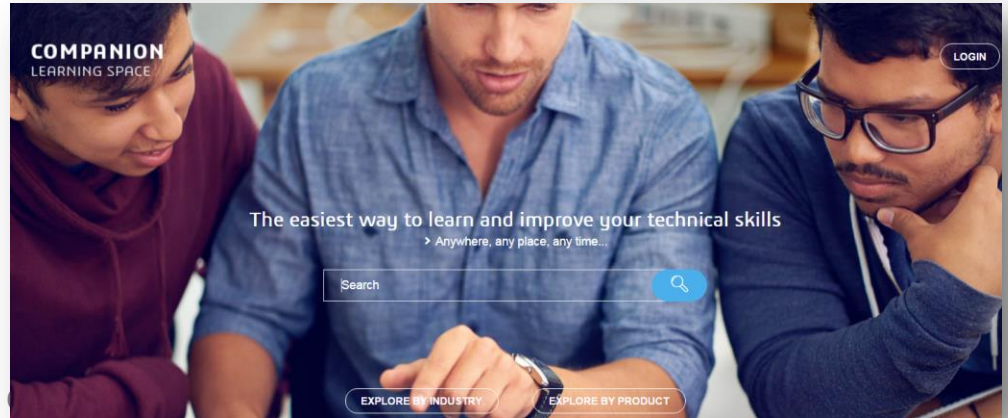 COMPANION
LEARNING SPACE
LOGIN
The easiest way to learn and improve your technical skills
> Anywhere, any place, any time...
Search
EXPLORE BY INDUSTRY
EXPLORE BY PRODUCT